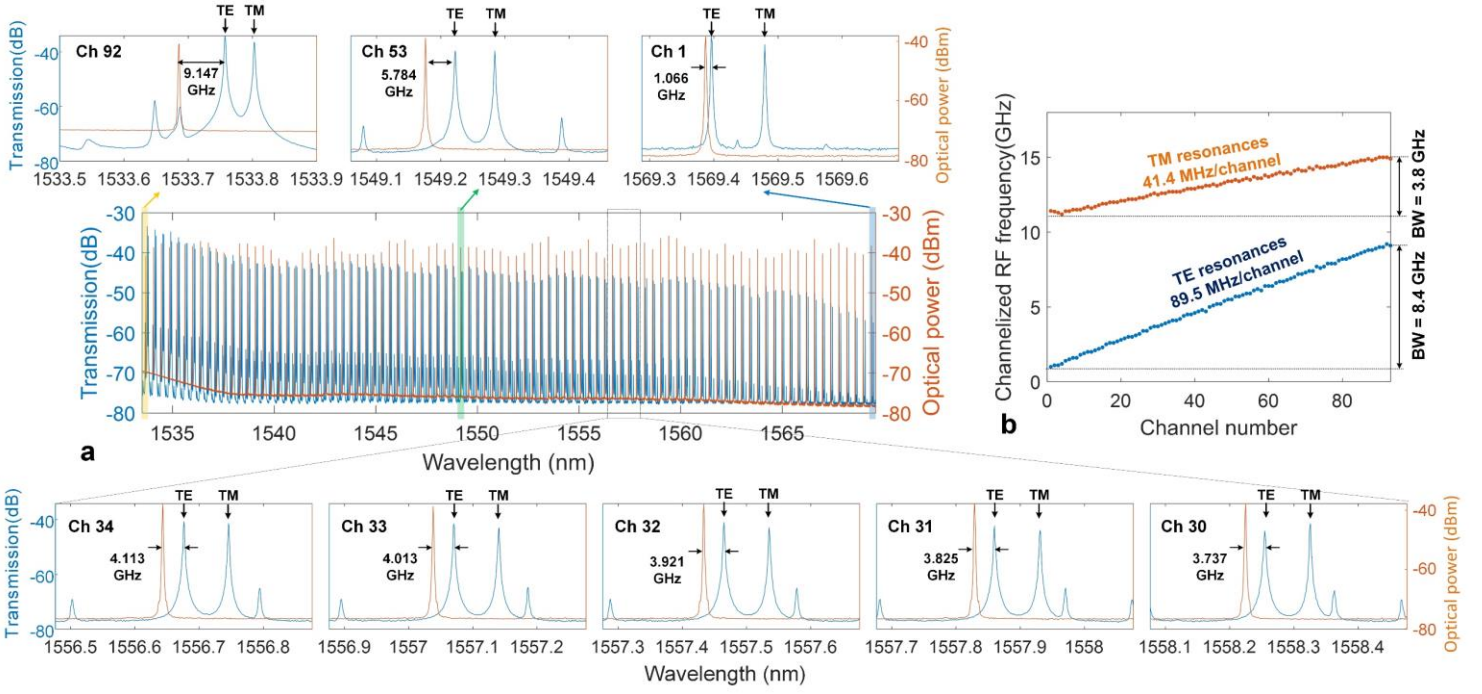 TE TM
TE TM
TE TM
Transmission(dB)
-40
-60
-80
Ch 92
9.147
GHz
1533.5 1533.6 1533.7 1533.8 1533.9
Ch 53
5.784
GHz
1549.1 1549.2 1549.3 1549.4
Ch 1
1.066
GHz
1569.3 1569.4 1569.5 1569.6
-40
-60
-80
Optical power (dBm)
Transmission(dB)
-30
-40
-50
-60
-70
-80
-30
-40
-50
-60
-70
-80
Optical power (dBm)
1535 1540 1545 1550 1555 1560 1565
a
Wavelength (nm)
Channelized RF frequency(GHz)
15
10
5
0
TM resonances
41.4 MHz/channel
TE resonances
89.5 MHz/channel
BW = 3.8 GHz
BW = 8.4 GHz
0 20 40 60 80
b
Channel number
TE TM
TE TM
TE TM
TE TM
TE TM
Transmission(dB)
-40
-60
-80
Ch 34
4.113
GHz
1556.5 1556.6 1556.7 1556.8
Ch 33
4.013
GHz
1556.9 1557 1557.1 1557.2
Ch 32
3.921
GHz
1557.3 1557.4 1557.5 1557.6
Ch 31
3.825
GHz
1557.7 1557.8 1557.9 1558
Ch 30
3.737
GHz
1558.1 1558.2 1558.3 1558.4
-40
-60
-80
Optical power (dBm)
Wavelength (nm)